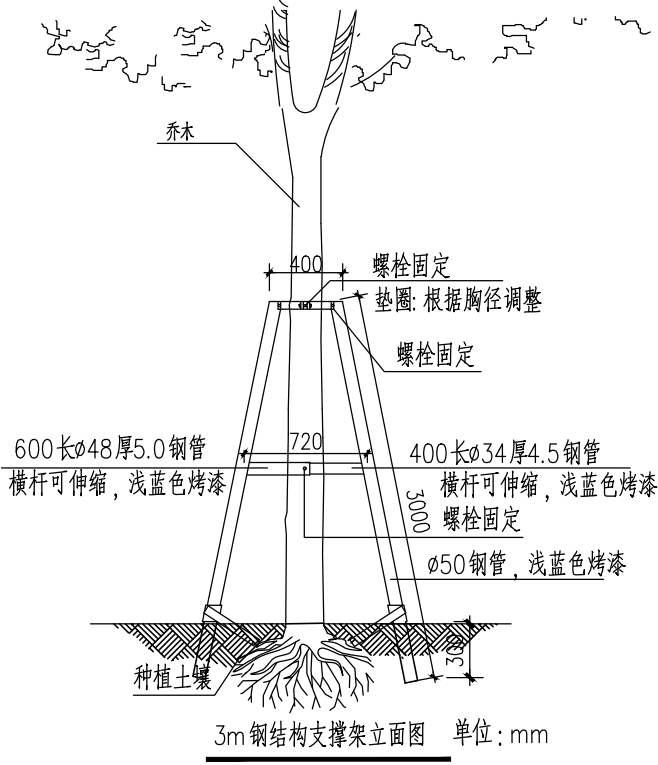 乔木
400
螺栓固定
垫圈: 根据胸径调整
螺栓固定
720
600长ø48厚5.0钢管
横杆可伸缩，浅蓝色烤漆
400长ø34厚4.5钢管
横杆可伸缩，浅蓝色烤漆
3000
螺栓固定
ø50钢管，浅蓝色烤漆
300
种植土壤
3m钢结构支撑架立面图 单位：mm